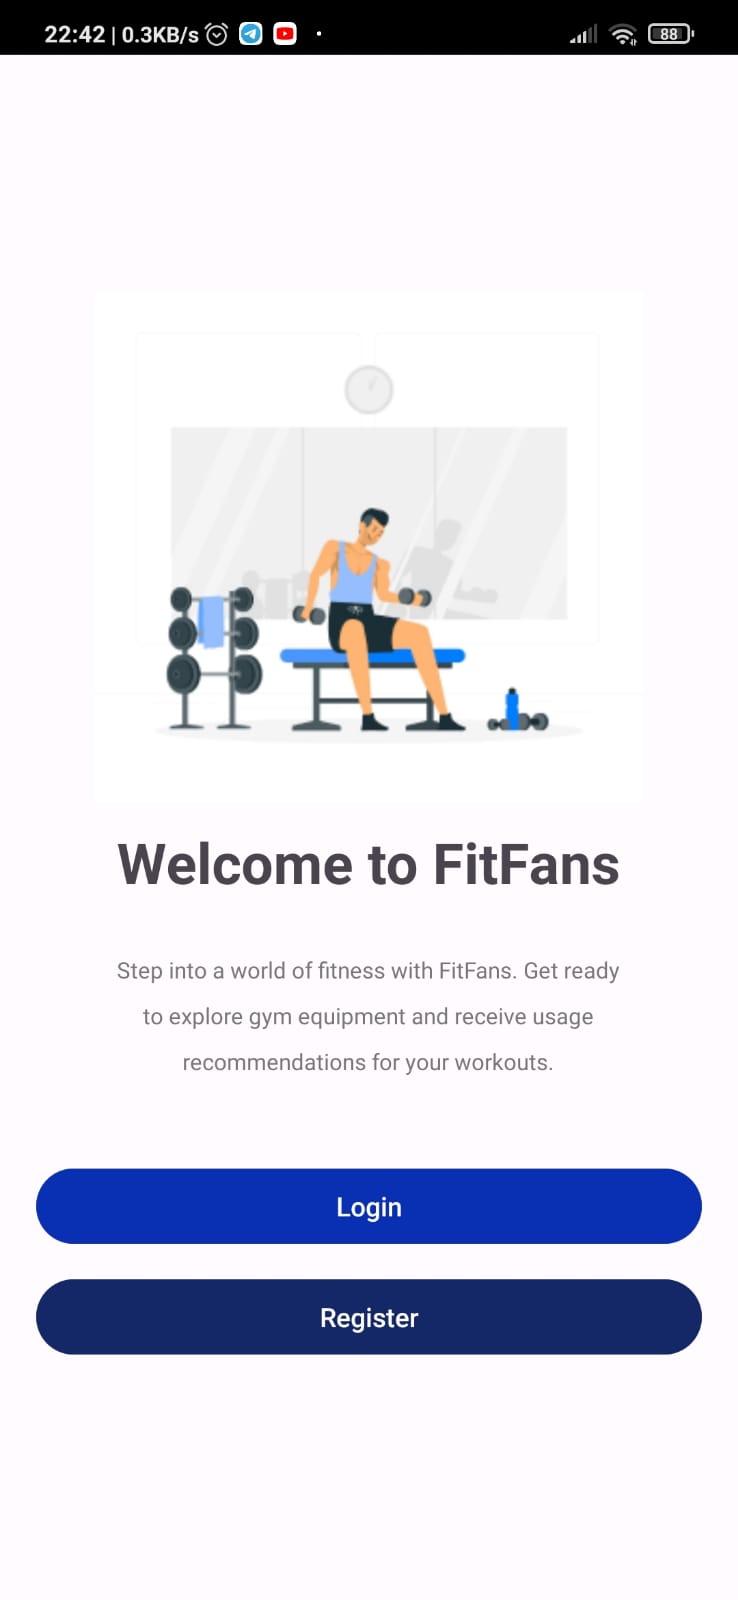 22:42 | 0.3KB/s 88
Welcome to FitFans
Step into a world of fitness with FitFans. Get ready
to explore gym equipment and receive usage
recommendations for your workouts.
Login
Register